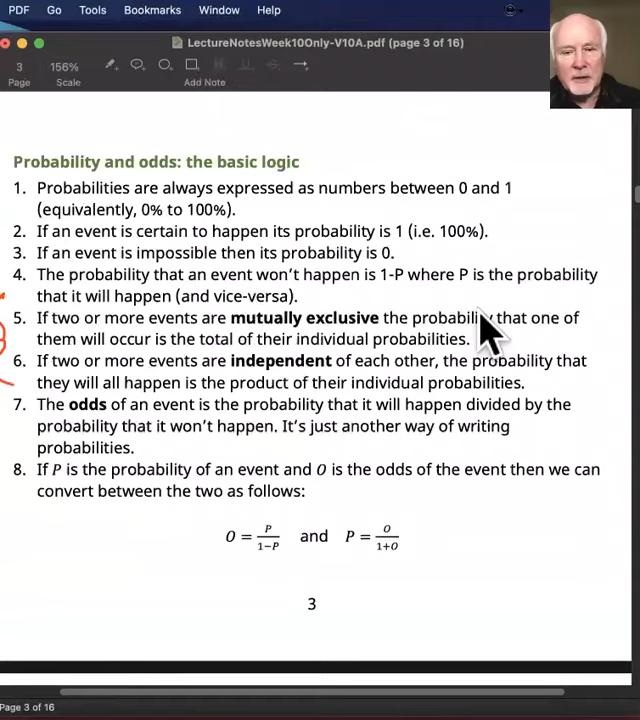 PDF Go Tools Bookmarks Window Help
LectureNotesWeek10Only-V10A.pdf (page 3 of 16)
3 156%
Page Scale Add Note
Probability and odds: the basic logic
1. Probabilities are always expressed as numbers between 0 and 1
(equivalently, 0% to 100%).
2. If an event is certain to happen its probability is 1 (i.e. 100%).
3. If an event is impossible then its probability is 0.
4. The probability that an event won't happen is 1-P where P is the probability
that it will happen (and vice-versa).
5. If two or more events are mutually exclusive the probability that one of
them will occur is the total of their individual probabilities.
6. If two or more events are independent of each other, the probability that
they will all happen is the product of their individual probabilities.
7. The odds of an event is the probability that it will happen divided by the
probability that it won't happen. It's just another way of writing
probabilities.
8. If P is the probability of an event and O is the odds of the event then we can
convert between the two as follows:
O = P/1−P and P = O/1+O
3
Page 3 of 16